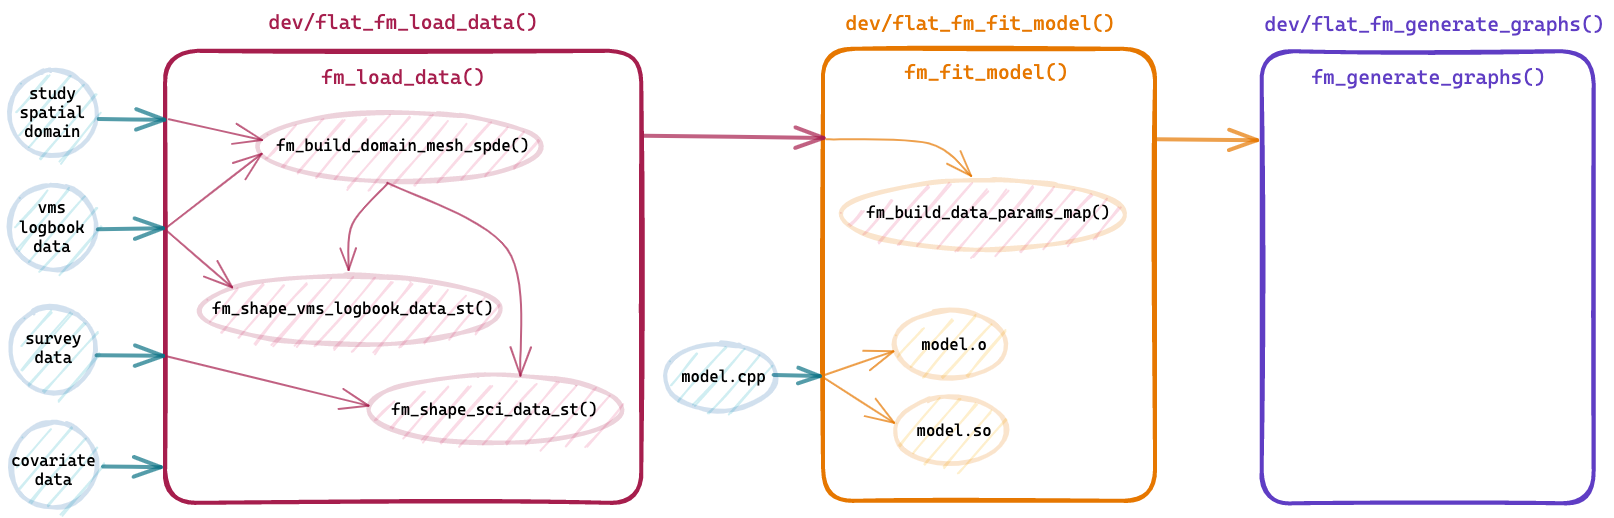 dev/flat_fm_load_data()
dev/flat_fm_fit_model()
dev/flat_fm_generate_graphs()
fm_load_data()
fm_fit_model()
fm_generate_graphs()
study
spatial
domain
fm_build_domain_mesh_spde()
vms
logbook
data
fm_build_data_params_map()
fm_shape_vms_logbook_data_st()
survey
data
model.cpp
model.o
fm_shape_sci_data_st()
model.so
covariate
data